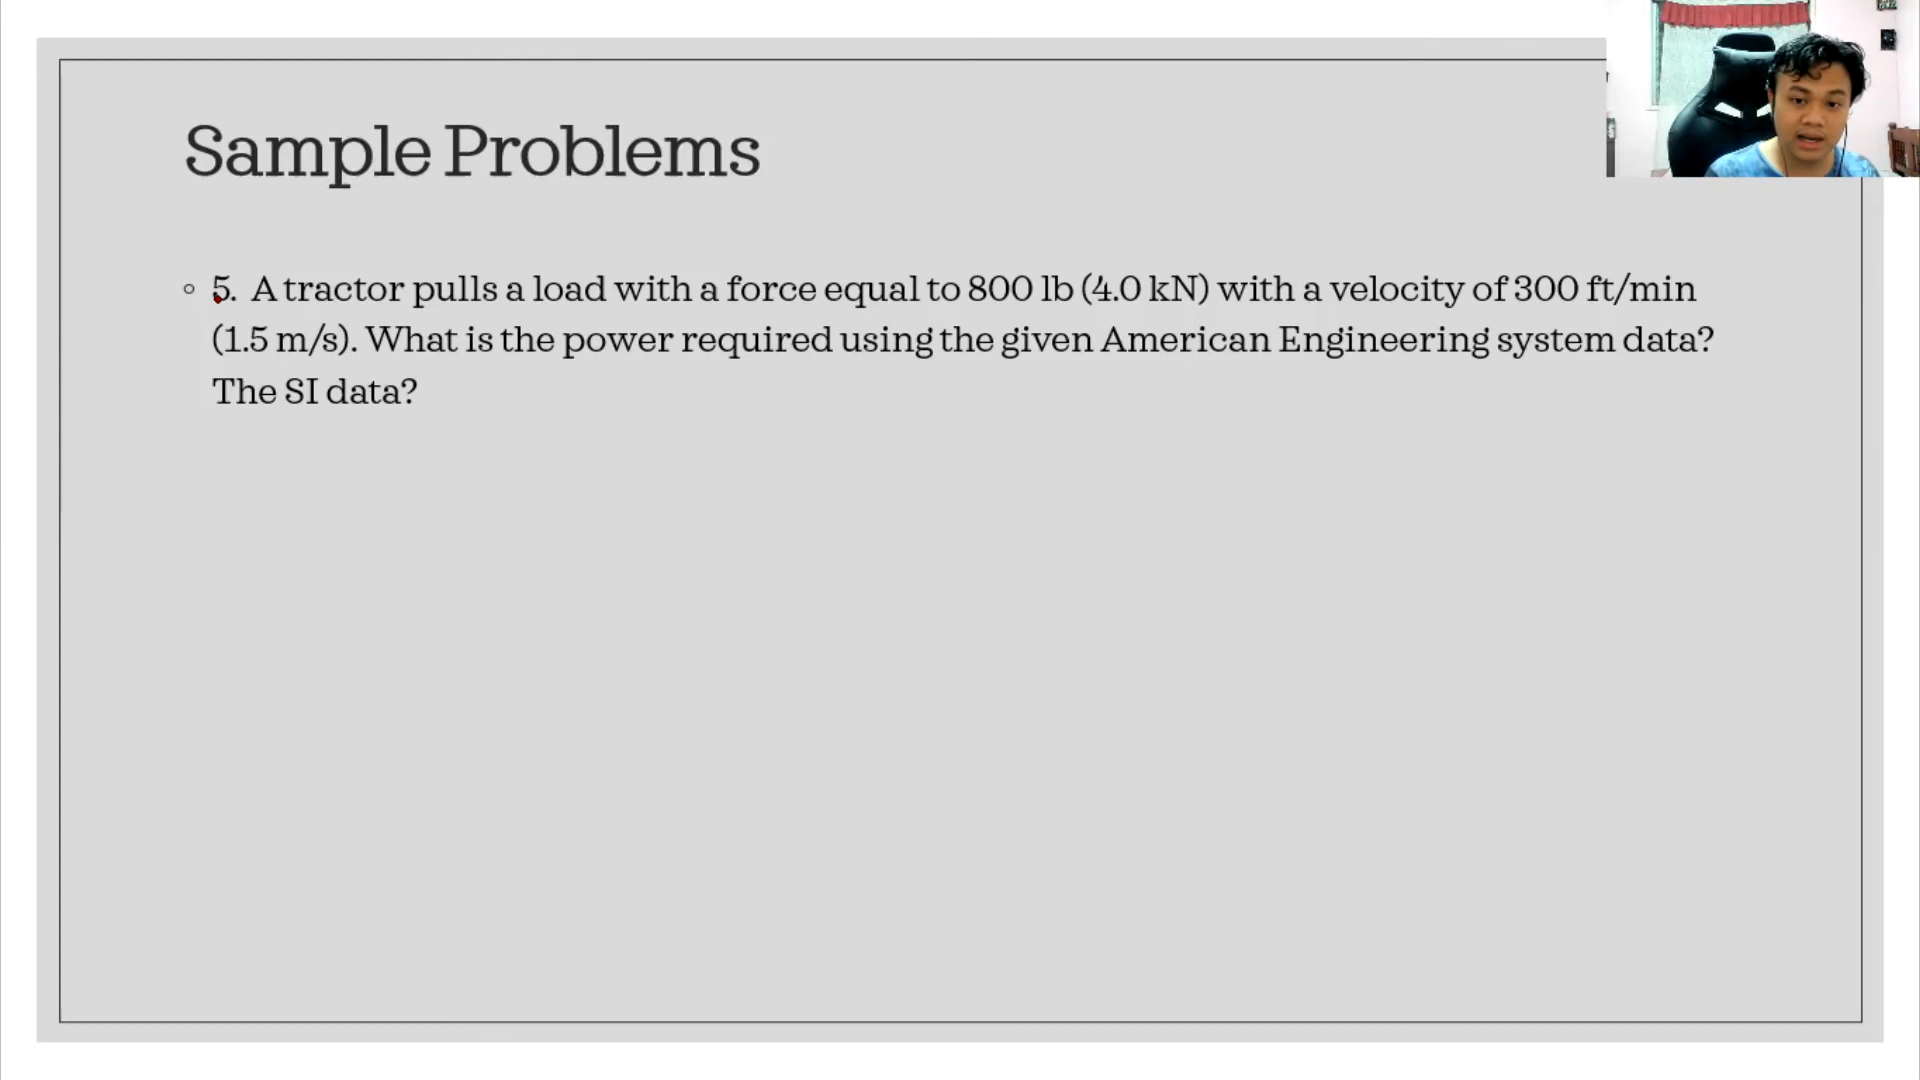 Sample Problems
5. A tractor pulls a load with a force equal to 800 lb (4.0 kN) with a velocity of 300 ft/min
(1.5 m/s). What is the power required using the given American Engineering system data?
The SI data?